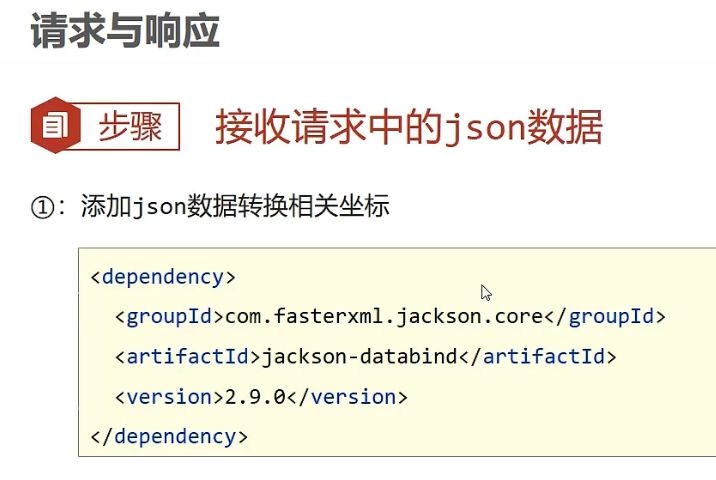 请求与响应
步骤 接收请求中的json数据
①：添加json数据转换相关坐标
<dependency>
<groupId>com.fasterxml.jackson.core</groupId>
<artifactId>jackson-databind</artifactId>
<version>2.9.0</version>
</dependency>